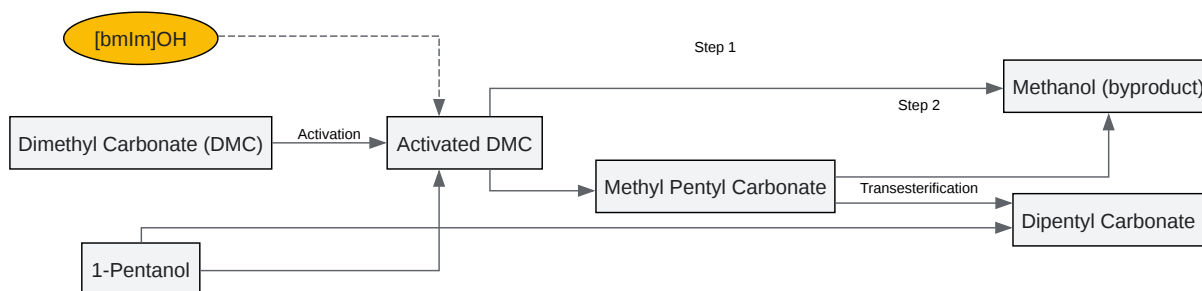 [bmIm]OH
Step 1
Methanol (byproduct)
Step 2
Dimethyl Carbonate (DMC)
Activation
Activated DMC
Methyl Pentyl Carbonate
Transesterification
Dipentyl Carbonate
1-Pentanol